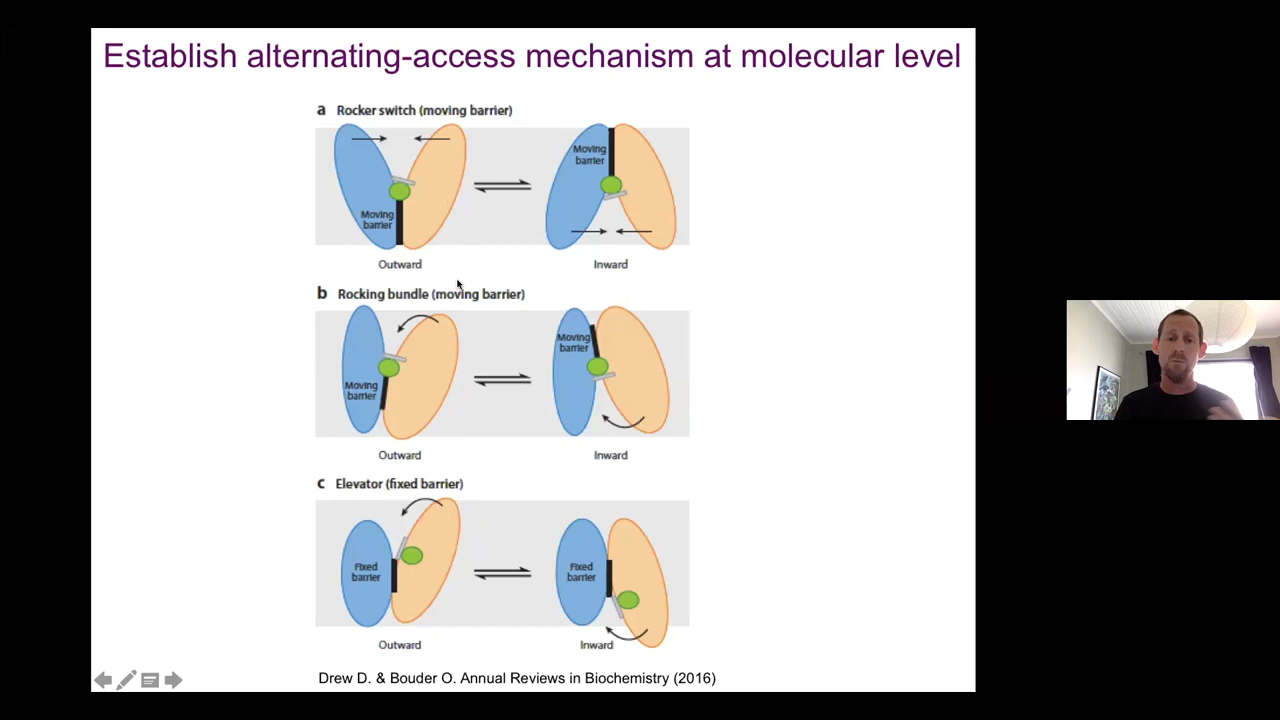 Establish alternating-access mechanism at molecular level
a Rocker switch (moving barrier)
Moving
barrier
Moving
barrier
Outward
Inward
b Rocking bundle (moving barrier)
Moving
barrier
Moving
barrier
Outward
Inward
c Elevator (fixed barrier)
Fixed
barrier
Fixed
barrier
Outward
Inward
Drew D. & Bouder O. Annual Reviews in Biochemistry (2016)